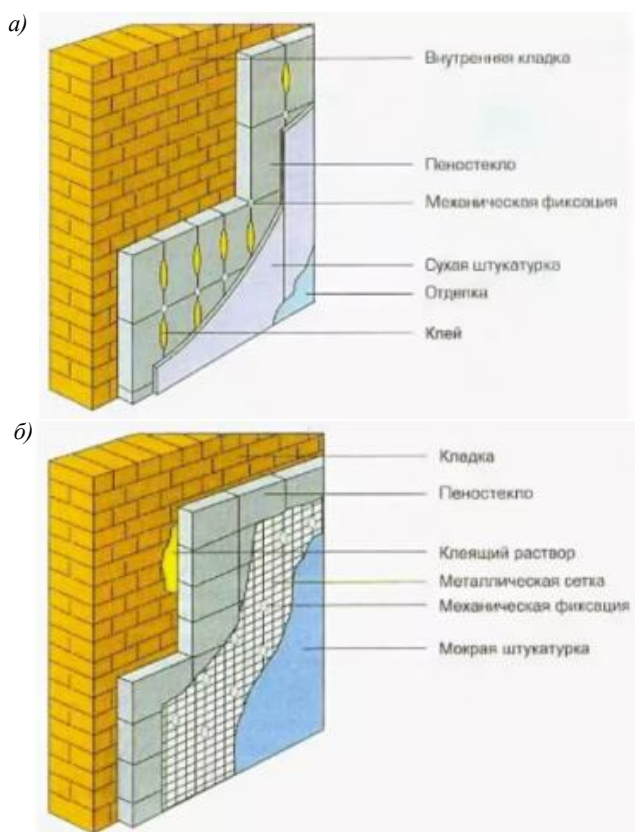 а)
Внутренняя кладка
Пеностекло
Механическая фиксация
Сухая штукатурка
Отделка
Клей
б)
Кладка
Пеностекло
Клеящий раствор
Металлическая сетка
Механическая фиксация
Мокрая штукатурка